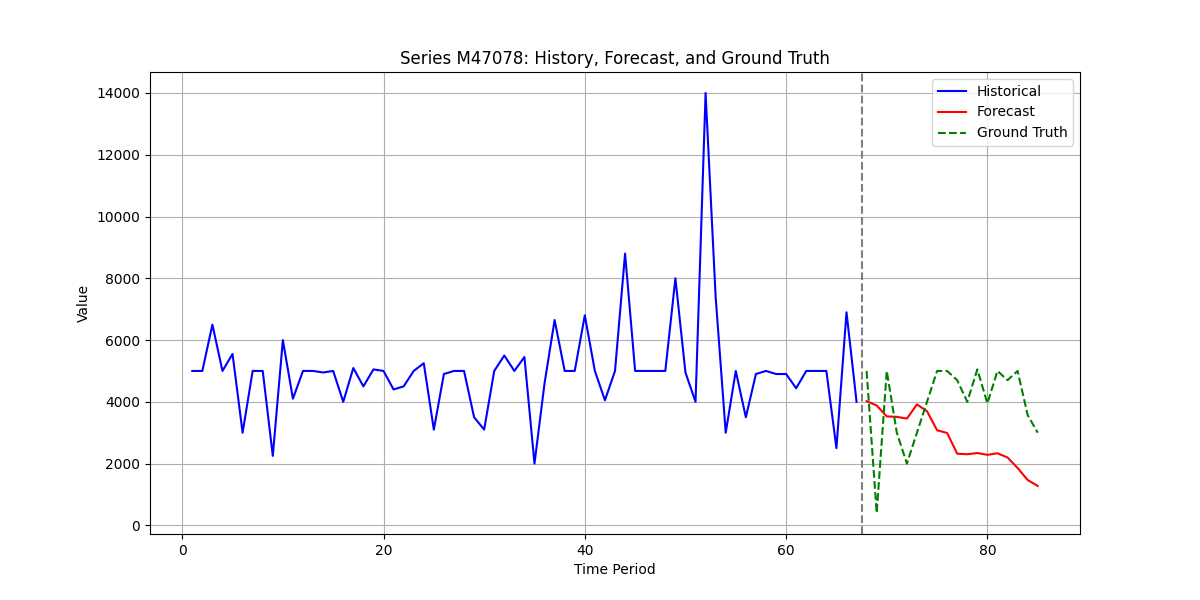 Series M47078: History, Forecast, and Ground Truth
Historical
Forecast
Ground Truth
Value
14000
12000
10000
8000
6000
4000
2000
0
0 20 40 60 80
Time Period